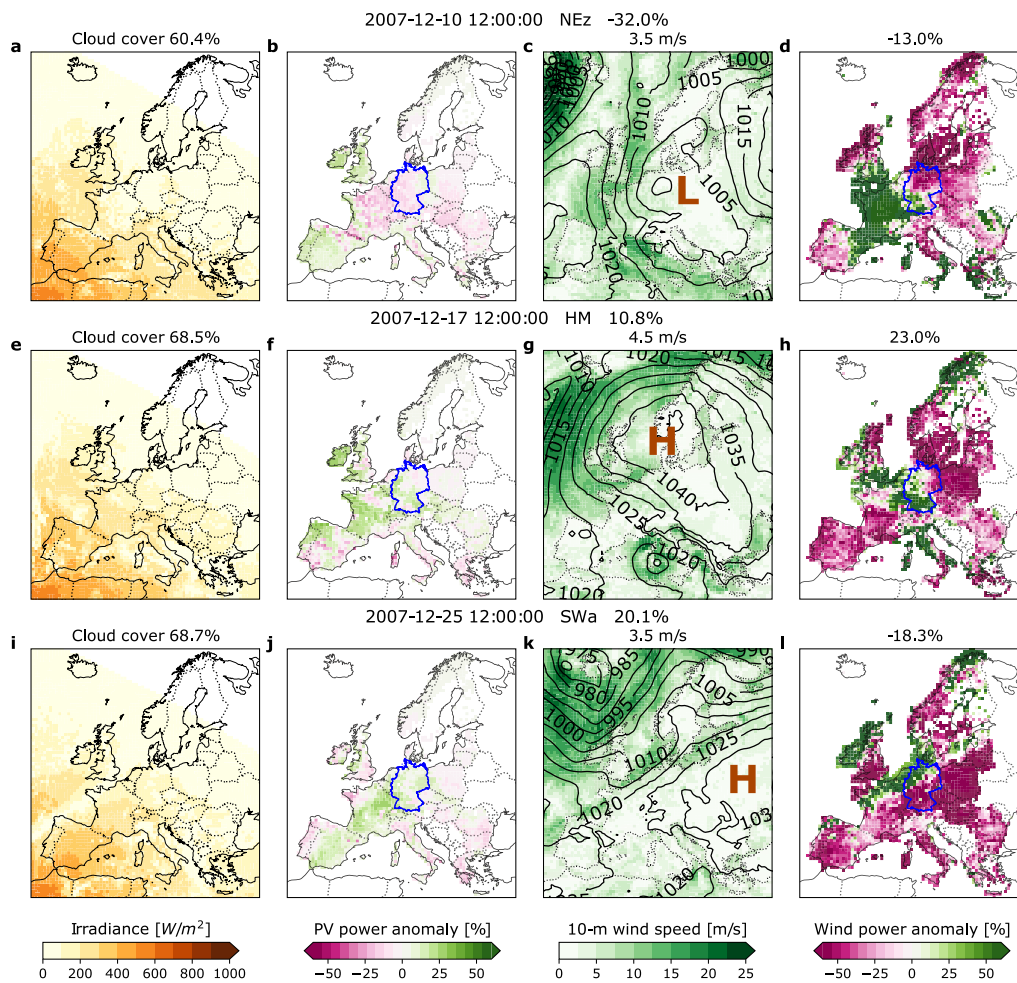 2007-12-10 12:00:00 NEz -32.0%
a Cloud cover 60.4% b c 3.5 m/s d -13.0%
1000
1005
1010
1010
1015
1005
L
1020
101
2007-12-17 12:00:00 HM 10.8%
e Cloud cover 68.5% f g 4.5 m/s h 23.0%
1020
1015
1010
1015
H
1035
1040
1025
1020
1020
2007-12-25 12:00:00 SWa 20.1%
i Cloud cover 68.7% j k 3.5 m/s l -18.3%
975
985
990
980
1005
995
1000
1025
1010
H
1020
1020
Irradiance [W/m²] PV power anomaly [%] 10-m wind speed [m/s] Wind power anomaly [%]
0 200 400 600 800 1000 −50 −25 0 25 50 0 5 10 15 20 25 −50 −25 0 25 50